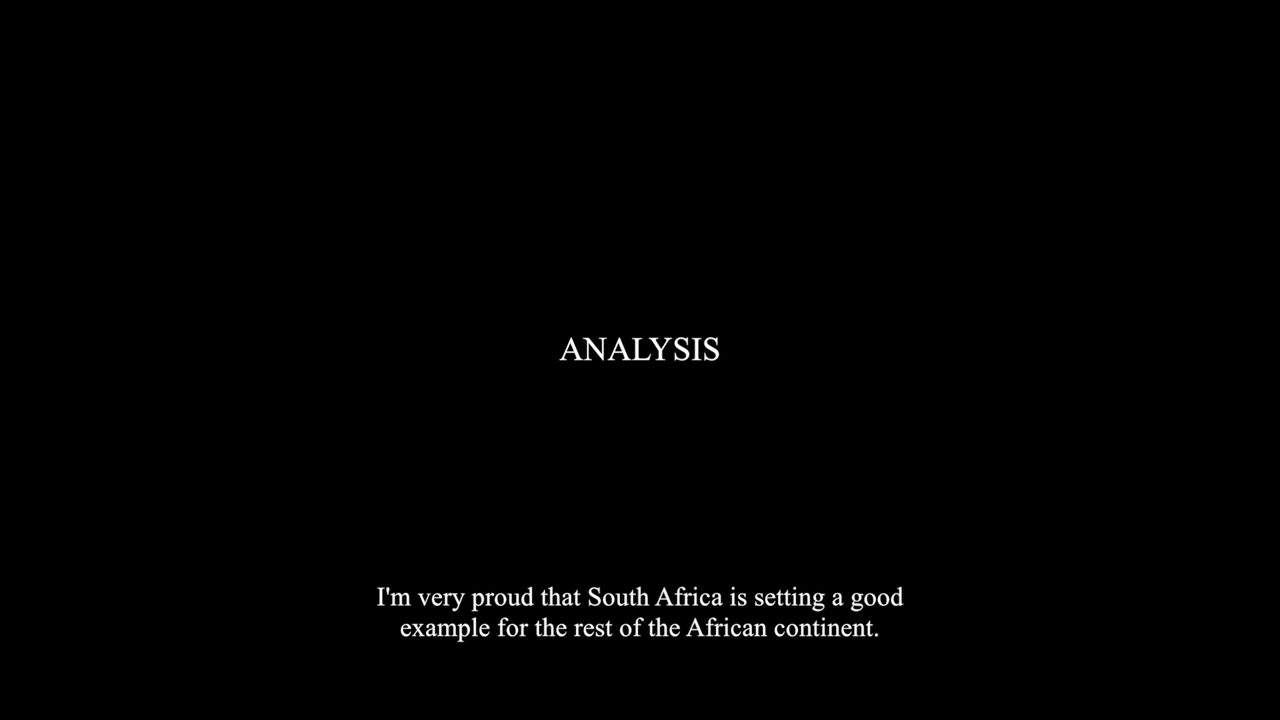 ANALYSIS
I'm very proud that South Africa is setting a good
example for the rest of the African continent.